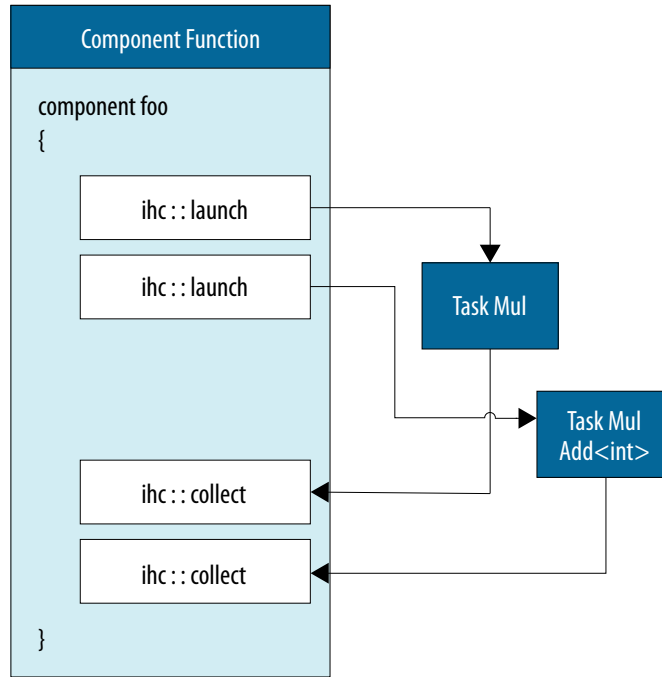 Component Function
component foo
{
ihc : : launch
ihc : : launch
Task Mul
Task Mul
Add<int>
ihc : : collect
ihc : : collect
}